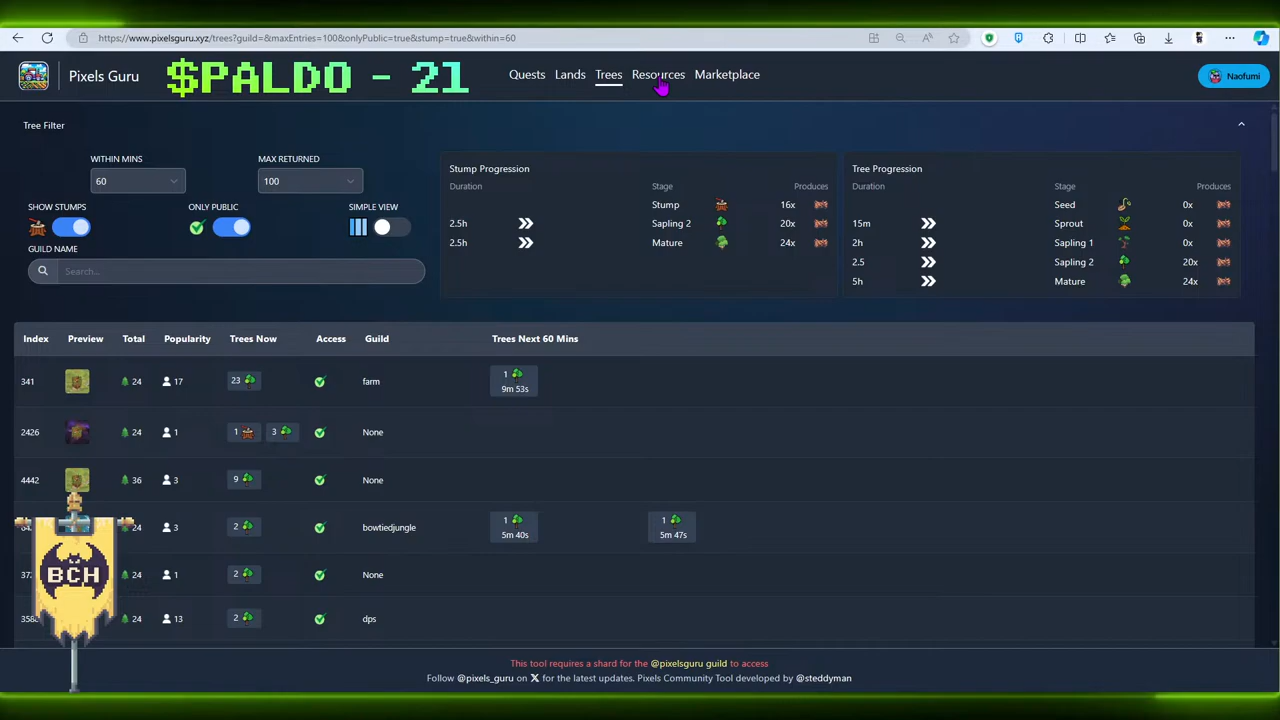 https://www.pixelsguru.xyz/trees?guild=&maxEntries=100&onlyPublic=true&stump=true&within=60
Pixels Guru
$PALDO - 21
Quests Lands Trees Resources Marketplace
Naofumi
Tree Filter
WITHIN MINS
60
MAX RETURNED
100
SHOW STUMPS
ONLY PUBLIC
SIMPLE VIEW
GUILD NAME
Search...
Stump Progression
Duration Stage Produces
Stump 16x
2.5h Sapling 2 20x
2.5h Mature 24x
Tree Progression
Duration Stage Produces
Seed 0x
15m Sprout 0x
2h Sapling 1 0x
2.5 Sapling 2 20x
5h Mature 24x
Index Preview Total Popularity Trees Now Access Guild Trees Next 60 Mins
341 24 17 23 farm 1 9m 53s
2426 24 1 1 3 None
4442 36 3 9 None
24 3 2 bowtiedjungle 1 5m 40s 1 5m 47s
24 1 2 None
24 13 2 dps
BCH
This tool requires a shard for the @pixelsguru guild to access
Follow @pixels_guru on X for the latest updates. Pixels Community Tool developed by @steddyman